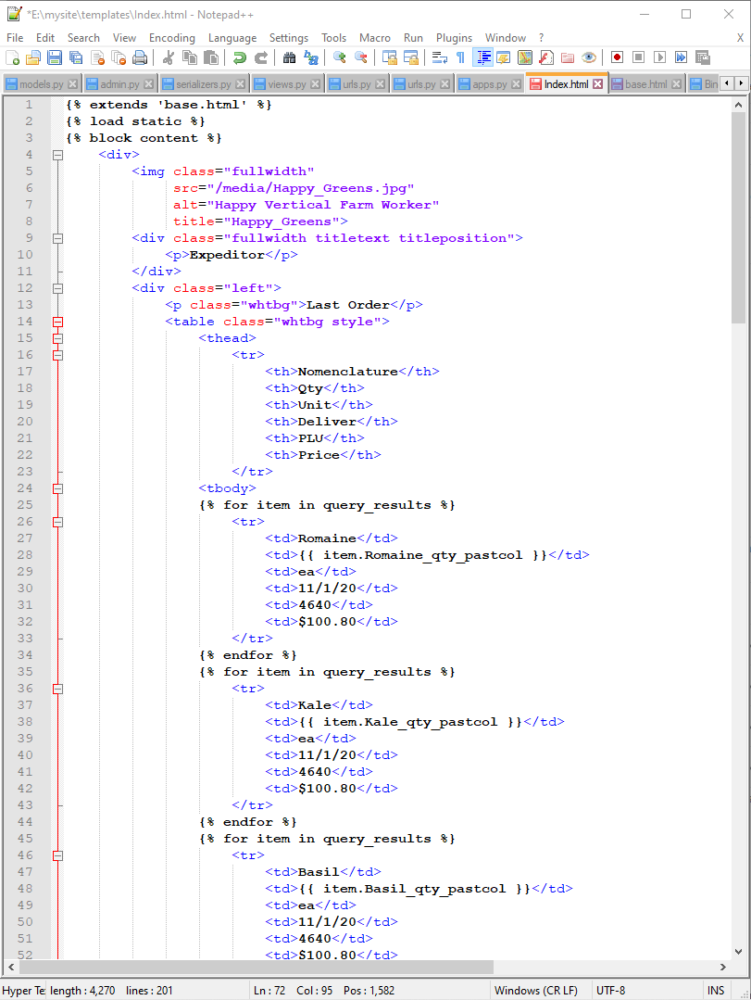 *E:\mysite\templates\Index.html - Notepad++
File Edit Search View Encoding Language Settings Tools Macro Run Plugins Window ? X
models.py admin.py serializers.py views.py urls.py urls.py apps.py Index.html base.html Bin
1 {% extends 'base.html' %}
2 {% load static %}
3 {% block content %}
4 <div>
5 <img class="fullwidth"
6 src="/media/Happy_Greens.jpg"
7 alt="Happy Vertical Farm Worker"
8 title="Happy_Greens">
9 <div class="fullwidth titletext titleposition">
10 <p>Expeditor</p>
11 </div>
12 <div class="left">
13 <p class="whtbg">Last Order</p>
14 <table class="whtbg style">
15 <thead>
16 <tr>
17 <th>Nomenclature</th>
18 <th>Qty</th>
19 <th>Unit</th>
20 <th>Deliver</th>
21 <th>PLU</th>
22 <th>Price</th>
23 </tr>
24 <tbody>
25 {% for item in query_results %}
26 <tr>
27 <td>Romaine</td>
28 <td>{{ item.Romaine_qty_pastcol }}</td>
29 <td>ea</td>
30 <td>11/1/20</td>
31 <td>4640</td>
32 <td>$100.80</td>
33 </tr>
34 {% endfor %}
35 {% for item in query_results %}
36 <tr>
37 <td>Kale</td>
38 <td>{{ item.Kale_qty_pastcol }}</td>
39 <td>ea</td>
40 <td>11/1/20</td>
41 <td>4640</td>
42 <td>$100.80</td>
43 </tr>
44 {% endfor %}
45 {% for item in query_results %}
46 <tr>
47 <td>Basil</td>
48 <td>{{ item.Basil_qty_pastcol }}</td>
49 <td>ea</td>
50 <td>11/1/20</td>
51 <td>4640</td>
52 <td>$100.80</td>
Hyper Te length : 4,270 lines : 201 Ln : 72 Col : 95 Pos : 1,582 Windows (CR LF) UTF-8 INS